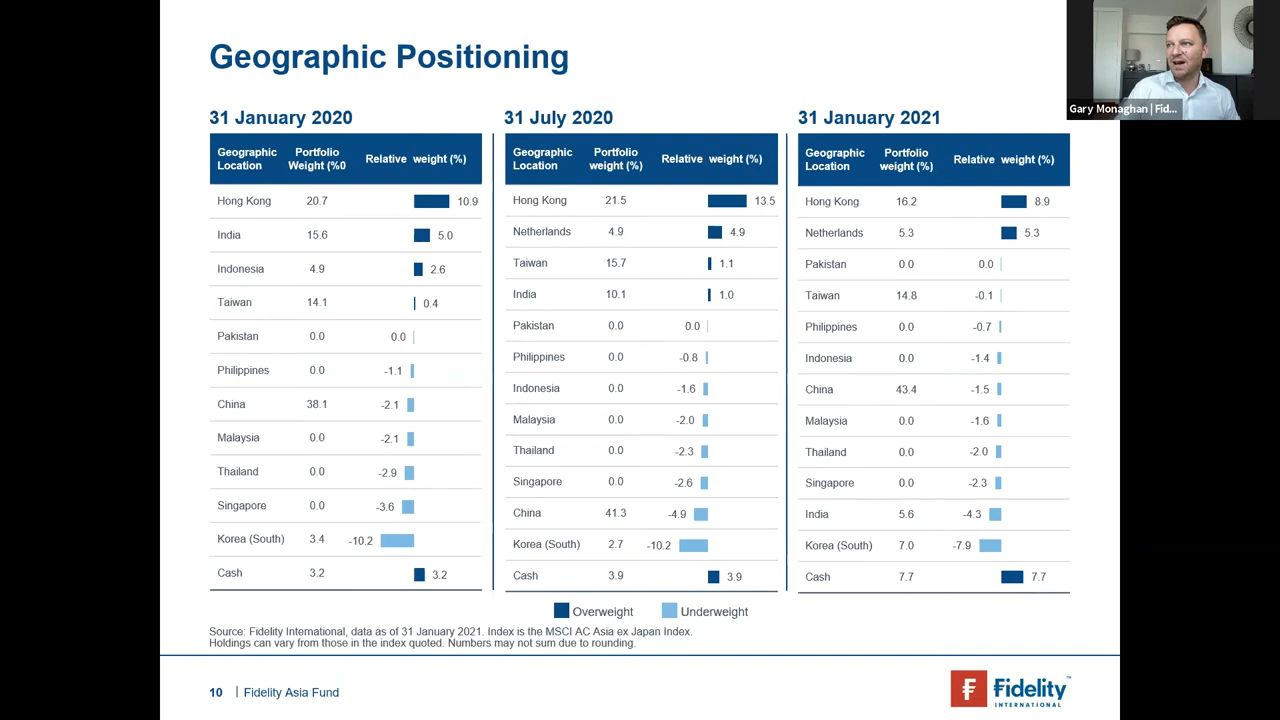 Geographic Positioning
Gary Monaghan | Fid...
31 January 2020
Geographic Location Portfolio Weight (%0 Relative weight (%)
Hong Kong 20.7 10.9
India 15.6 5.0
Indonesia 4.9 2.6
Taiwan 14.1 0.4
Pakistan 0.0 0.0
Philippines 0.0 -1.1
China 38.1 -2.1
Malaysia 0.0 -2.1
Thailand 0.0 -2.9
Singapore 0.0 -3.6
Korea (South) 3.4 -10.2
Cash 3.2 3.2
31 July 2020
Geographic Location Portfolio weight (%) Relative weight (%)
Hong Kong 21.5 13.5
Netherlands 4.9 4.9
Taiwan 15.7 1.1
India 10.1 1.0
Pakistan 0.0 0.0
Philippines 0.0 -0.8
Indonesia 0.0 -1.6
Malaysia 0.0 -2.0
Thailand 0.0 -2.3
Singapore 0.0 -2.6
China 41.3 -4.9
Korea (South) 2.7 -10.2
Cash 3.9 3.9
31 January 2021
Geographic Location Portfolio weight (%) Relative weight (%)
Hong Kong 16.2 8.9
Netherlands 5.3 5.3
Pakistan 0.0 0.0
Taiwan 14.8 -0.1
Philippines 0.0 -0.7
Indonesia 0.0 -1.4
China 43.4 -1.5
Malaysia 0.0 -1.6
Thailand 0.0 -2.0
Singapore 0.0 -2.3
India 5.6 -4.3
Korea (South) 7.0 -7.9
Cash 7.7 7.7
Overweight Underweight
Source: Fidelity International, data as of 31 January 2021. Index is the MSCI AC Asia ex Japan Index.
Holdings can vary from those in the index quoted. Numbers may not sum due to rounding.
10 | Fidelity Asia Fund
Fidelity™
INTERNATIONAL